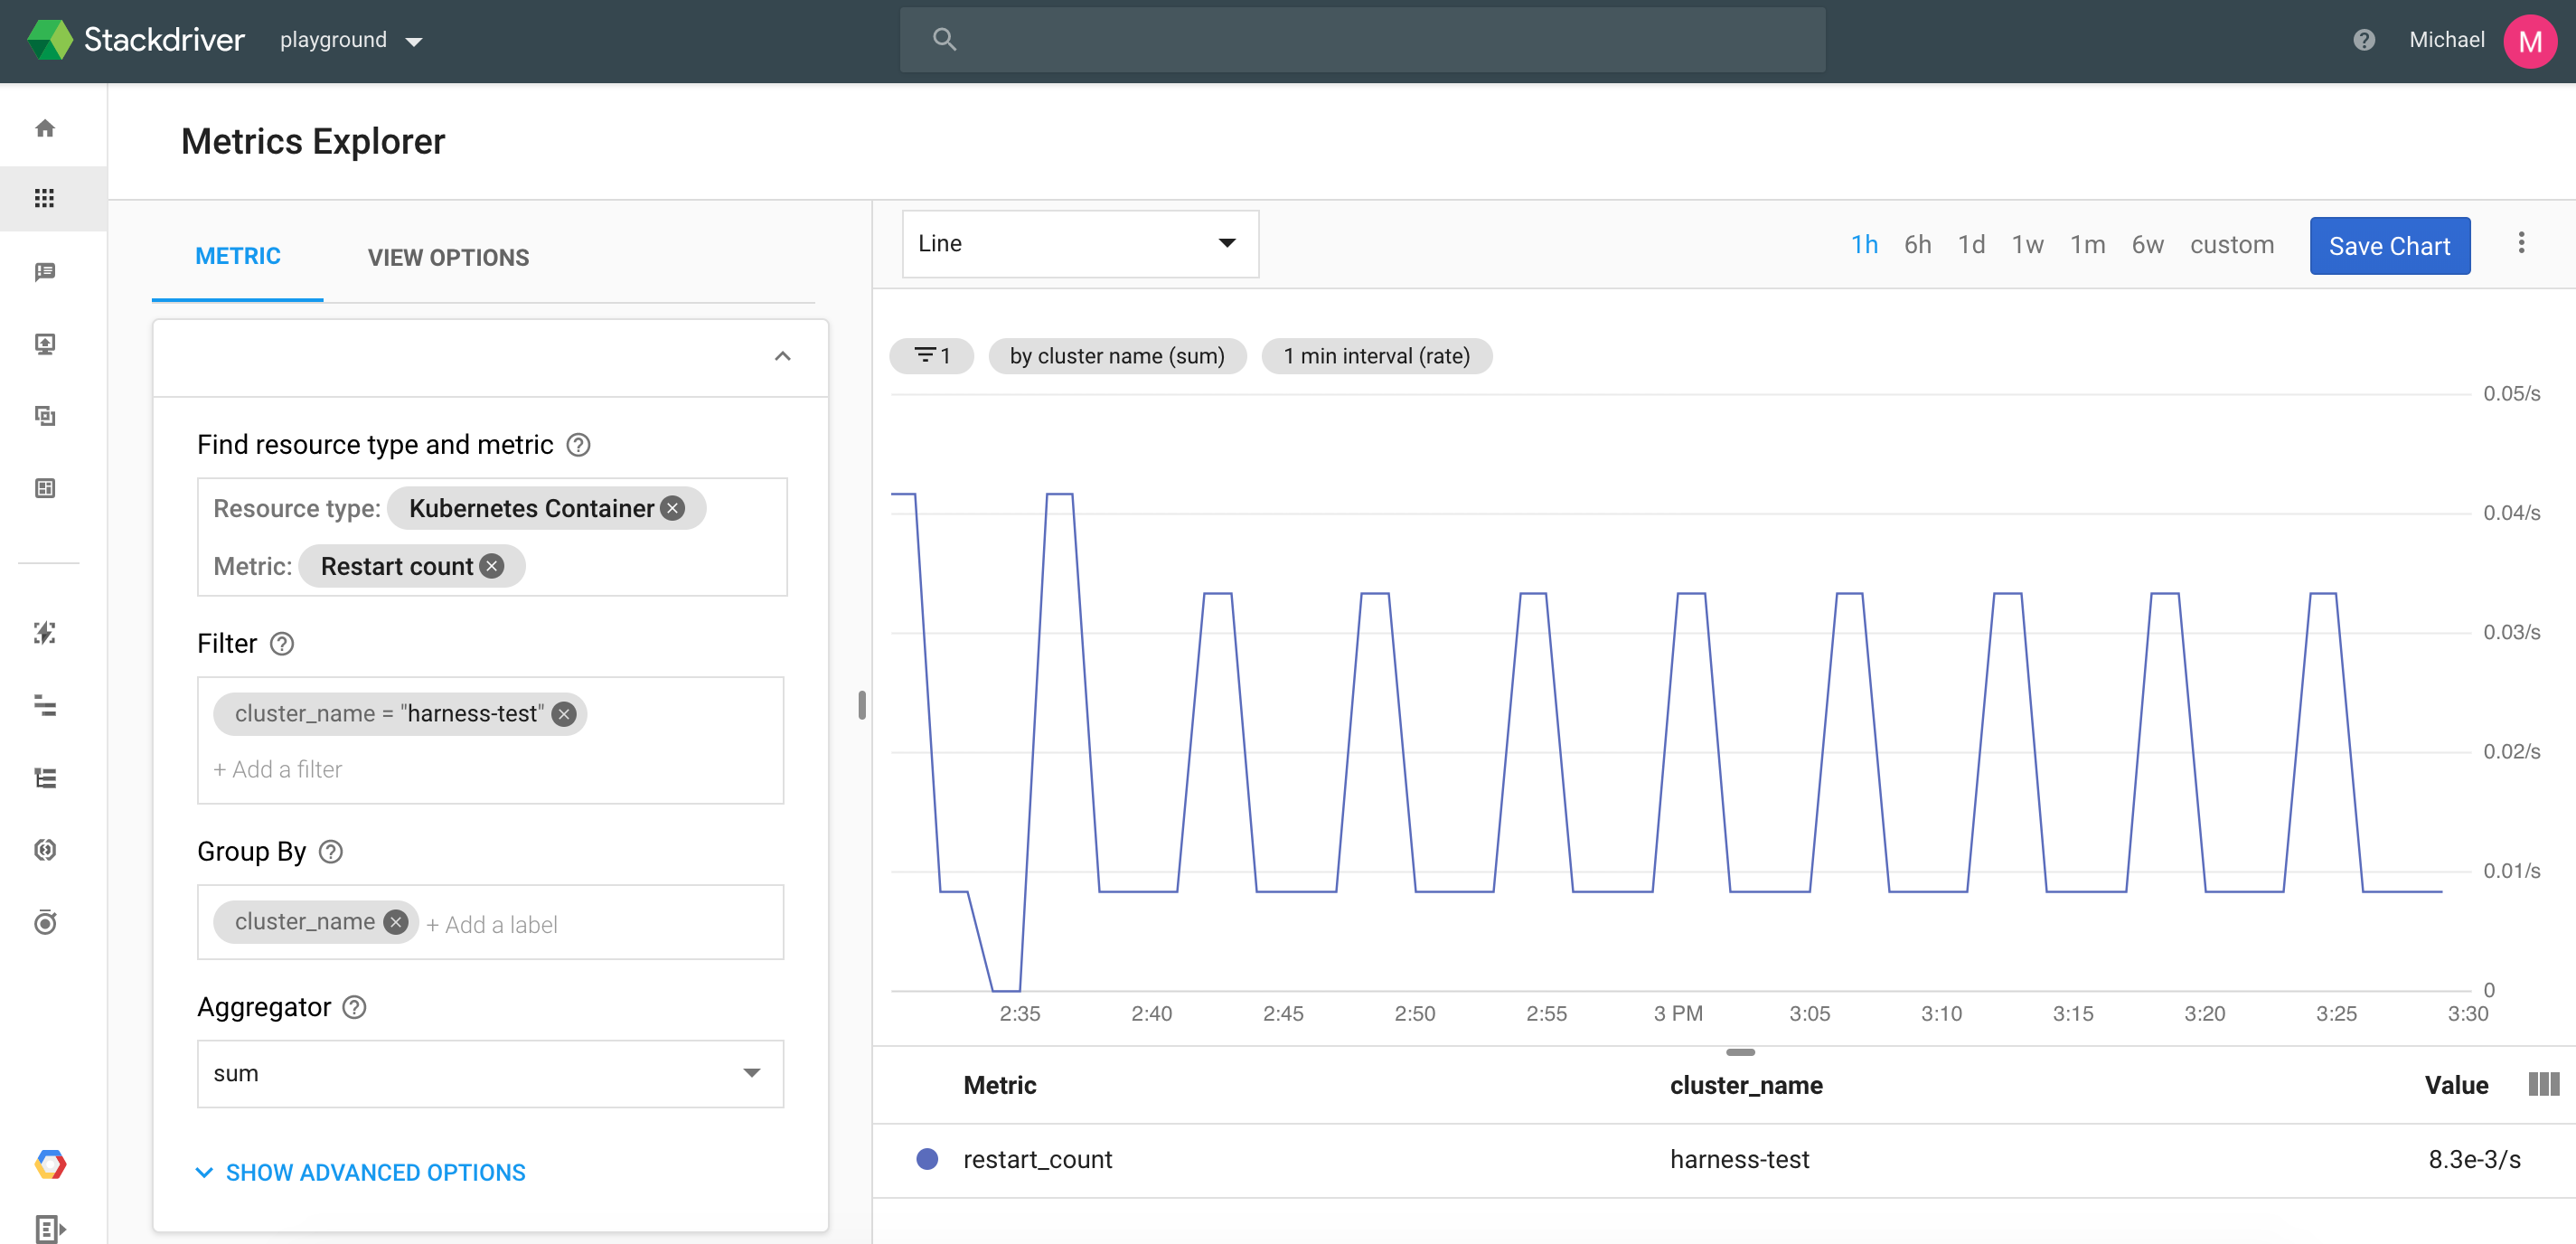 Stackdriver playground Michael M
Metrics Explorer
METRIC VIEW OPTIONS
Find resource type and metric ?
Resource type: Kubernetes Container
Metric: Restart count
Filter ?
cluster_name = "harness-test"
+ Add a filter
Group By ?
cluster_name + Add a label
Aggregator ?
sum
SHOW ADVANCED OPTIONS
Line 1h 6h 1d 1w 1m 6w custom Save Chart
1 by cluster name (sum) 1 min interval (rate)
0.05/s
0.04/s
0.03/s
0.02/s
0.01/s
0
2:35 2:40 2:45 2:50 2:55 3 PM 3:05 3:10 3:15 3:20 3:25 3:30
Metric cluster_name Value
restart_count harness-test 8.3e-3/s